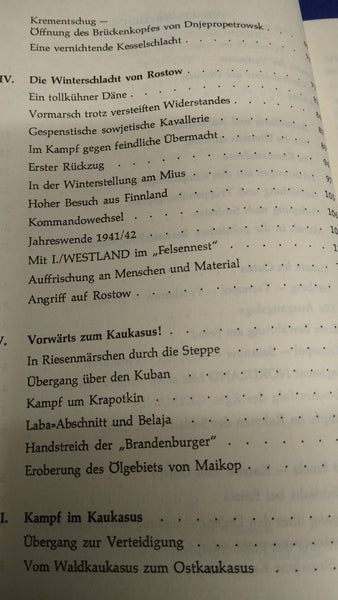 Krementschug —
Öffnung des Brückenkopfes von Dnjepropetrowsk
Eine vernichtende Kesselschlacht
IV. Die Winterschlacht von Rostow
Ein tollkühner Däne
Vormarsch trotz versteiften Widerstandes
Gespenstische sowjetische Kavallerie
Im Kampf gegen feindliche Übermacht
Erster Rückzug
In der Winterstellung am Mius
Hoher Besuch aus Finnland
Kommandowechsel
Jahreswende 1941/42
Mit I./WESTLAND im „Felsennest"
Auffrischung an Menschen und Material
Angriff auf Rostow
V. Vorwärts zum Kaukasus!
In Riesenmärschen durch die Steppe
Übergang über den Kuban
Kampf um Krapotkin
Laba=Abschnitt und Belaja
Handstreich der „Brandenburger"
Eroberung des Ölgebiets von Maikop
I. Kampf im Kaukasus
Übergang zur Verteidigung
Vom Waldkaukasus zum Ostkaukasus